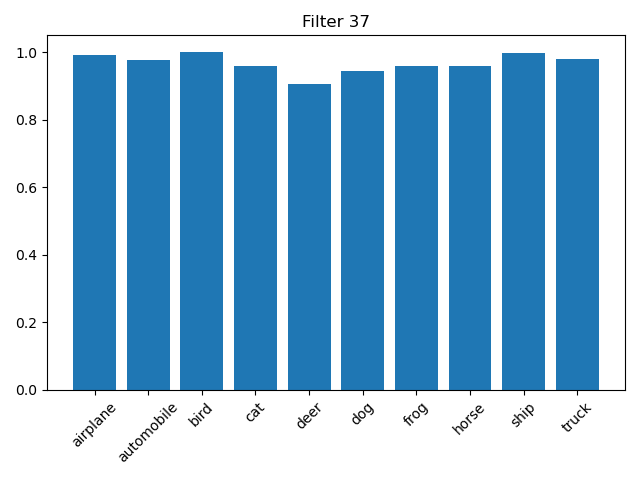 Filter 37
1.0
0.8
0.6
0.4
0.2
0.0
airplane
automobile
bird
cat
deer
dog
frog
horse
ship
truck